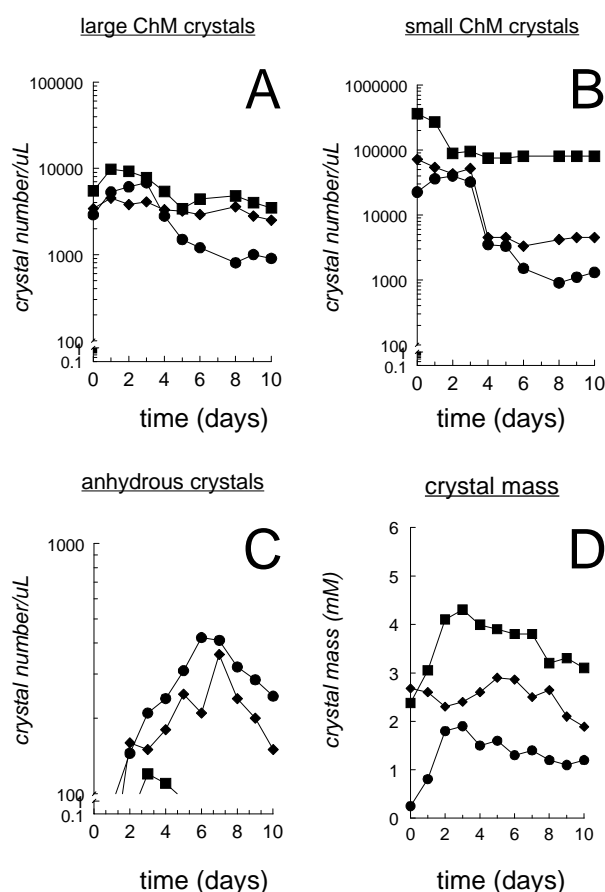 large ChM crystals
A
100000
10000
1000
100
0.1
crystal number/uL
0 2 4 6 8 10
time (days)
small ChM crystals
B
1000000
100000
10000
1000
100
0.1
crystal number/uL
0 2 4 6 8 10
time (days)
anhydrous crystals
C
1000
100
0.1
crystal number/uL
0 2 4 6 8 10
time (days)
crystal mass
D
6
5
4
3
2
1
0
crystal mass (mM)
0 2 4 6 8 10
time (days)